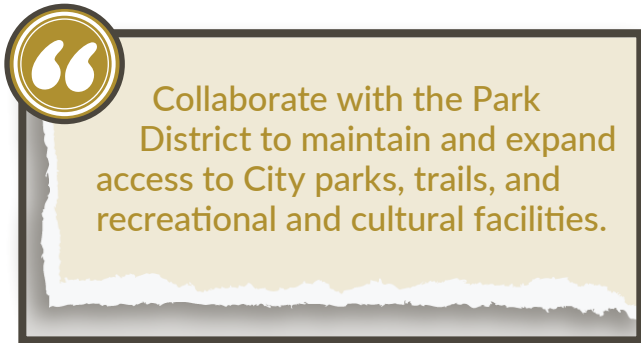 “
Collaborate with the Park
District to maintain and expand
access to City parks, trails, and
recreational and cultural facilities.